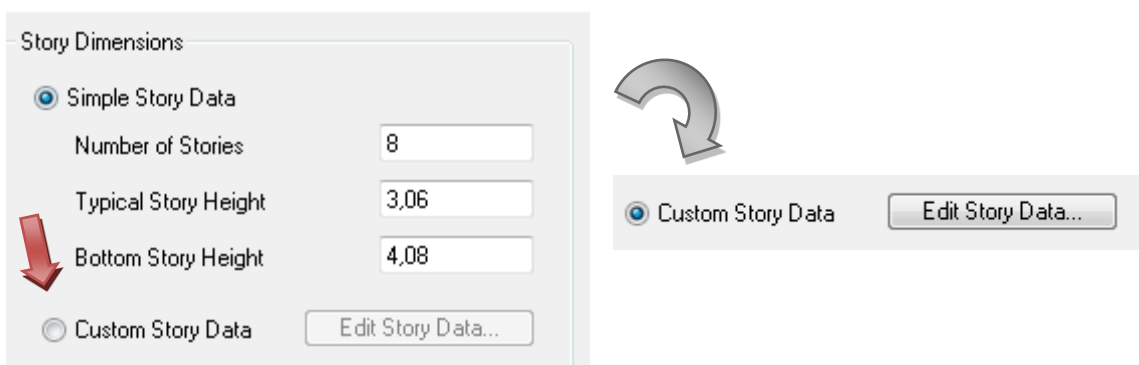 Story Dimensions
Simple Story Data
Number of Stories 8
Typical Story Height 3,06
Bottom Story Height 4,08
Custom Story Data Edit Story Data...
Custom Story Data Edit Story Data...